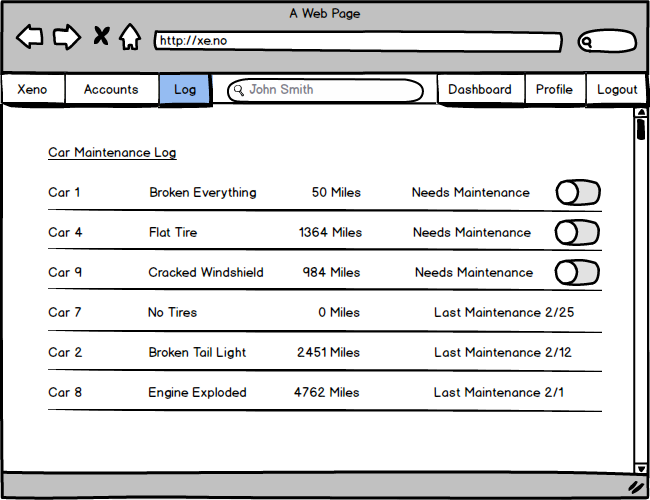 A Web Page
http://xe.no
Xeno Accounts Log John Smith Dashboard Profile Logout
Car Maintenance Log
Car 1 Broken Everything 50 Miles Needs Maintenance
Car 4 Flat Tire 1364 Miles Needs Maintenance
Car 9 Cracked Windshield 984 Miles Needs Maintenance
Car 7 No Tires 0 Miles Last Maintenance 2/25
Car 2 Broken Tail Light 2451 Miles Last Maintenance 2/12
Car 8 Engine Exploded 4762 Miles Last Maintenance 2/1